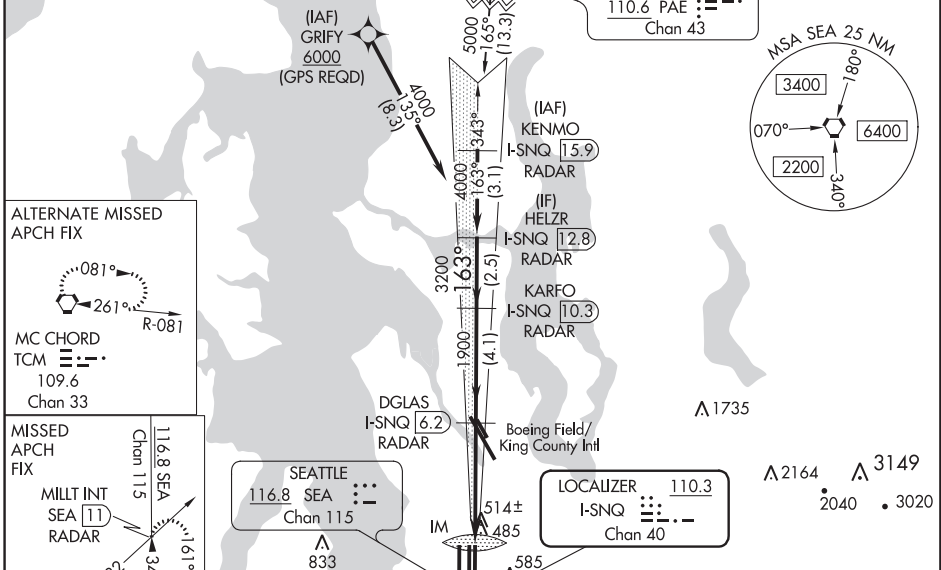 110.6 PAE
Chan 43
(IAF)
GRIFY
6000
(GPS REQD)
4000
135°
(8.3)
5000
165°
(13.3)
343°
(IAF)
KENMO
I-SNQ 15.9
RADAR
4000
163°
(3.1)
(IF)
HELZR
I-SNQ 12.8
RADAR
3200
163°
(2.5)
KARFO
I-SNQ 10.3
RADAR
1900
(4.1)
DGLAS
I-SNQ 6.2
RADAR
Boeing Field/
King County Intl
MSA SEA 25 NM
3400
180°
070°
6400
2200
340°
ALTERNATE MISSED
APCH FIX
081°
261°
R-081
MC CHORD
TCM
109.6
Chan 33
MISSED
APCH
FIX
116.8 SEA
Chan 115
MILLT INT
SEA 11
RADAR
161°
SEATTLE
116.8 SEA
Chan 115
833
IM
514±
485
585
LOCALIZER 110.3
I-SNQ
Chan 40
1735
2164
3149
2040
3020